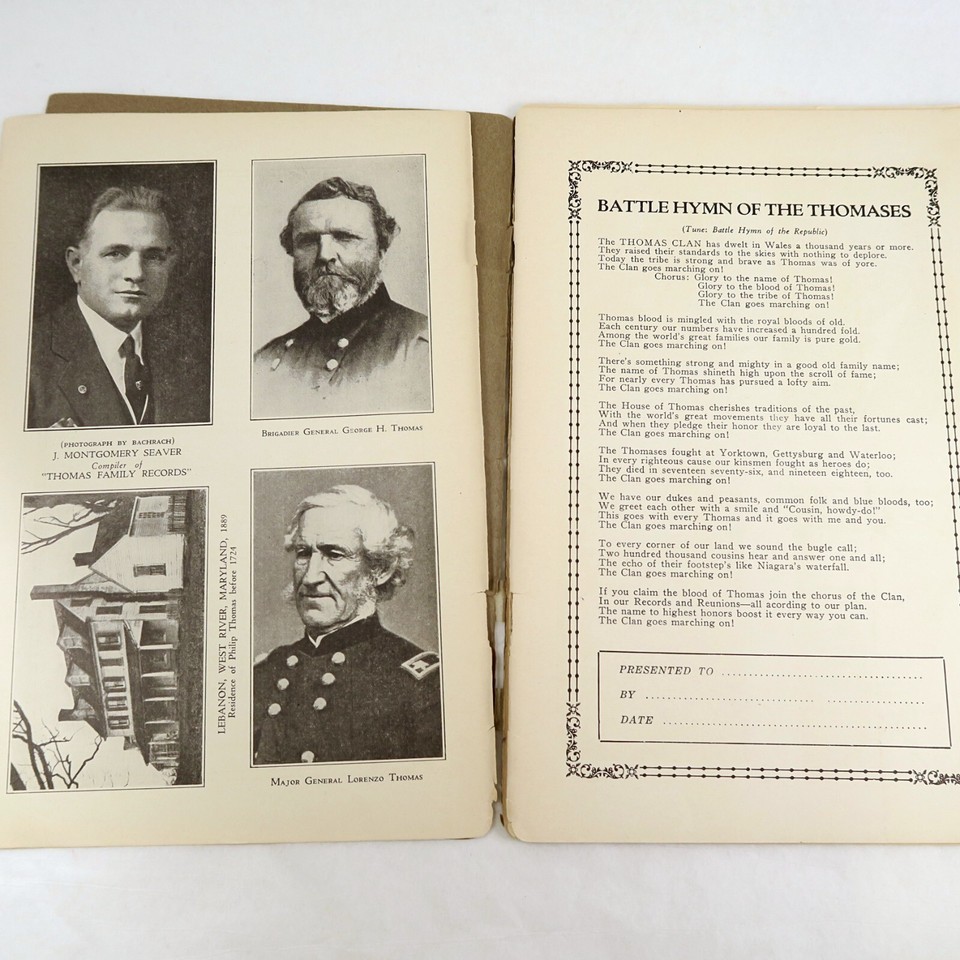 (PHOTOGRAPH BY BACHRACH)
J. MONTGOMERY SEAVER
Compiler of
"THOMAS FAMILY RECORDS"
BRIGADIER GENERAL GEORGE H. THOMAS
LEBANON, WEST RIVER, MARYLAND, 1889
Residence of Philip Thomas before 1724
MAJOR GENERAL LORENZO THOMAS
BATTLE HYMN OF THE THOMASES
(Tune: Battle Hymn of the Republic)
The THOMAS CLAN has dwelt in Wales a thousand years or more.
They raised their standards to the skies with nothing to deplore.
Today the tribe is strong and brave as Thomas was of yore.
The Clan goes marching on!
Chorus: Glory to the name of Thomas!
Glory to the blood of Thomas!
Glory to the tribe of Thomas!
The Clan goes marching on!
Thomas blood is mingled with the royal bloods of old.
Each century our numbers have increased a hundred fold.
Among the world's great families our family is pure gold.
The Clan goes marching on!
There's something strong and mighty in a good old family name;
The name of Thomas shineth high upon the scroll of fame;
For nearly every Thomas has pursued a lofty aim.
The Clan goes marching on!
The House of Thomas cherishes traditions of the past,
With the world's great movements they have all their fortunes cast;
And when they pledge their honor they are loyal to the last.
The Clan goes marching on!
The Thomases fought at Yorktown, Gettysburg and Waterloo;
In every righteous cause our kinsmen fought as heroes do;
They died in seventeen seventy-six, and nineteen eighteen, too.
The Clan goes marching on!
We have our dukes and peasants, common folk and blue bloods, too;
We greet each other with a smile and "Cousin, howdy-do!"
This goes with every Thomas and it goes with me and you.
The Clan goes marching on!
To every corner of our land we sound the bugle call;
Two hundred thousand cousins hear and answer one and all;
The echo of their footstep's like Niagara's waterfall.
The Clan goes marching on!
If you claim the blood of Thomas join the chorus of the Clan,
In our Records and Reunions—all acording to our plan.
The name to highest honors boost it every way you can.
The Clan goes marching on!
PRESENTED TO
BY
DATE